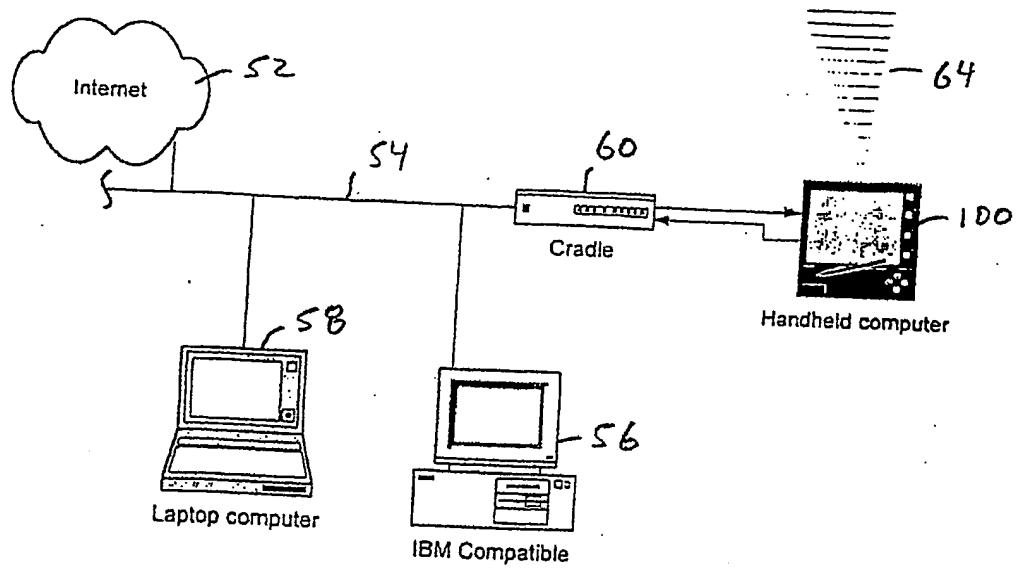 Internet
52
64
54
60
100
Cradle
Handheld computer
58
56
Laptop computer
IBM Compatible